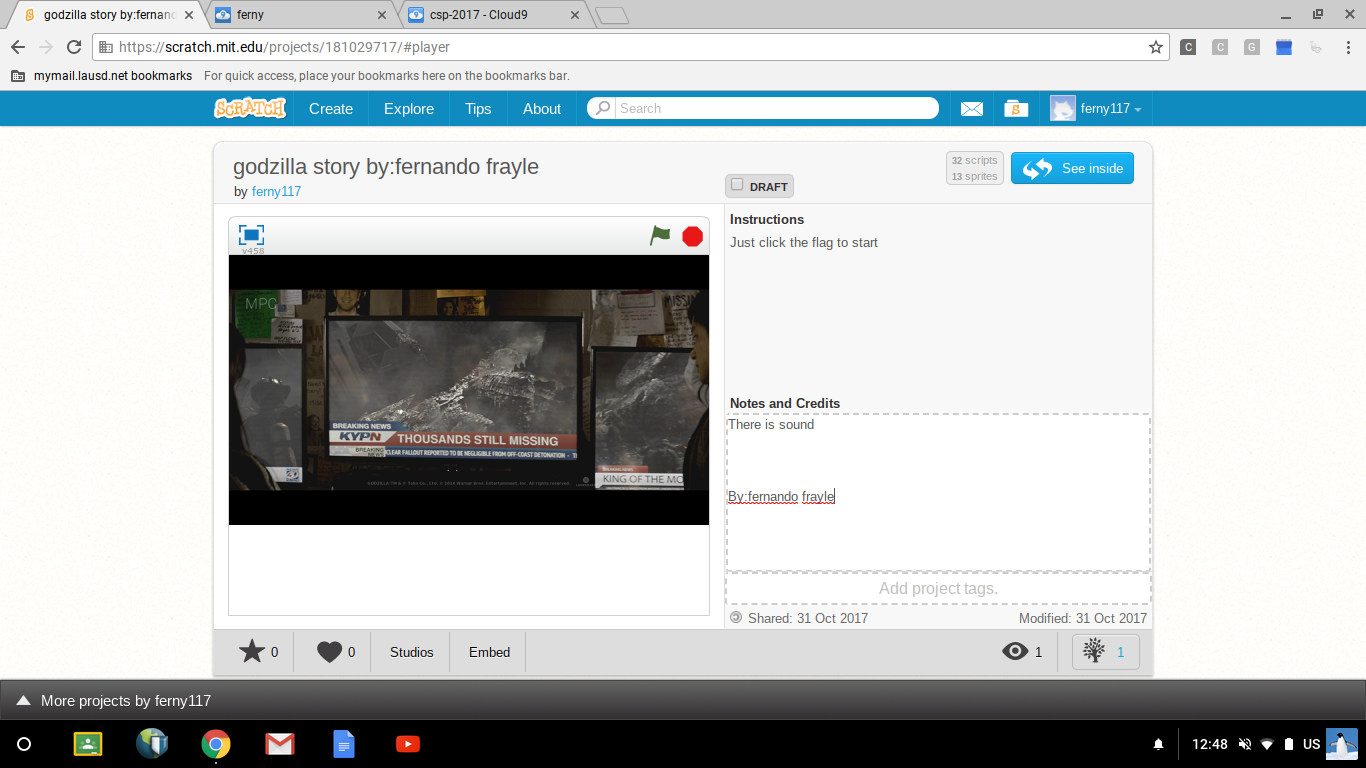 godzilla story by:fernanc
ferny
csp-2017 - Cloud9
https://scratch.mit.edu/projects/181029717/#player
C
C
G
mymail.lausd.net bookmarks
For quick access, place your bookmarks here on the bookmarks bar.
SCRATCH
Create
Explore
Tips
About
Search
ferny117
godzilla story by:fernando frayle
by ferny117
DRAFT
32 scripts
13 sprites
See inside
v458
MPC
MISSIN
BREAKING NEWS
KYPN
THOUSANDS STILL MISSING
BREAKING NEWS
CLEAR FALLOUT REPORTED TO BE NEGLIGIBLE FROM OFF-COAST DETONATION
BREAKING NEWS
KING OF THE MO
Instructions
Just click the flag to start
Notes and Credits
There is sound
By:fernando frayle
Add project tags.
Shared: 31 Oct 2017
Modified: 31 Oct 2017
0
0
Studios
Embed
1
1
More projects by ferny117
12:48
US